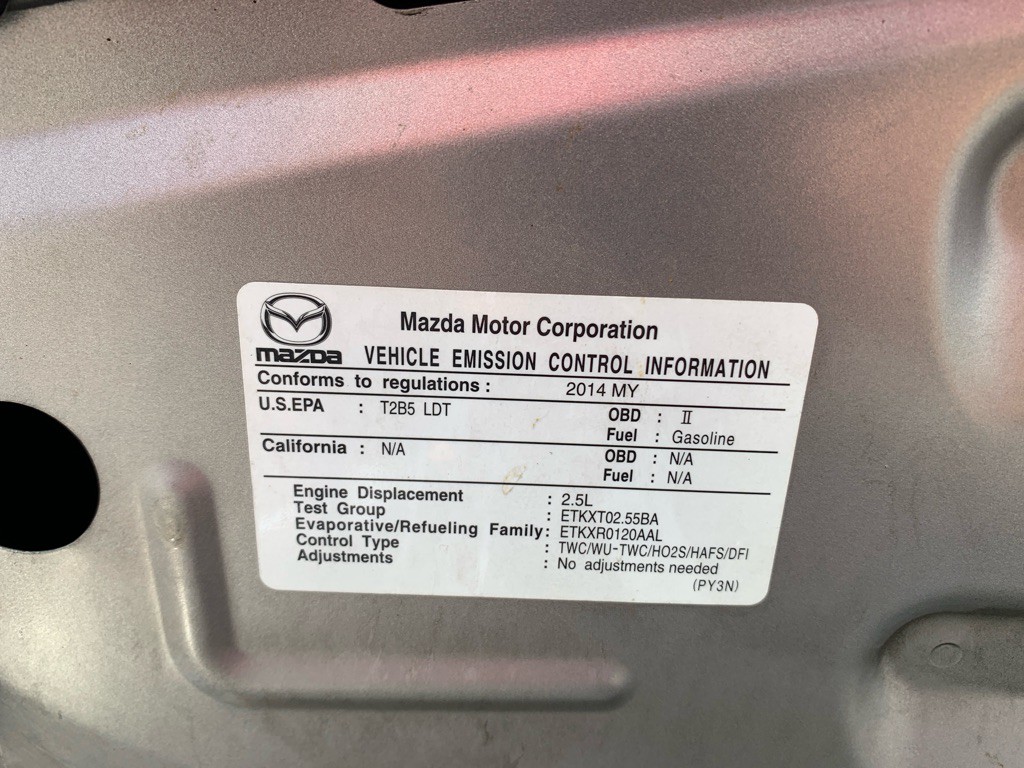 Mazda Motor Corporation
mazda VEHICLE EMISSION CONTROL INFORMATION
Conforms to regulations : 2014 MY
U.S.EPA : T2B5 LDT OBD : II
Fuel : Gasoline
California : N/A OBD : N/A
Fuel : N/A
Engine Displacement : 2.5L
Test Group : ETKXT02.55BA
Evaporative/Refueling Family : ETKXR0120AAL
Control Type : TWC/WU-TWC/HO2S/HAFS/DFI
Adjustments : No adjustments needed
(PY3N)